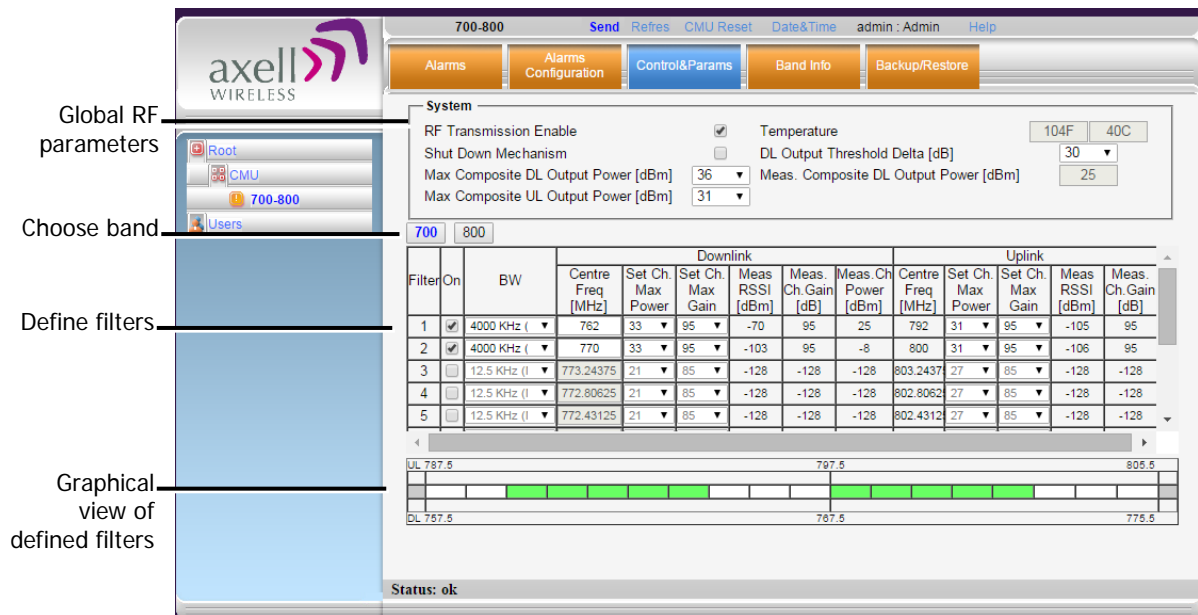 700-800 Send Refres CMU Reset Date&Time admin : Admin Help
axell
WIRELESS
Alarms Alarms Configuration Control&Params Band Info Backup/Restore
Global RF
parameters
Root
CMU
700-800
Users
System
RF Transmission Enable Temperature 104F 40C
Shut Down Mechanism DL Output Threshold Delta [dB] 30
Max Composite DL Output Power [dBm] 36 Meas. Composite DL Output Power [dBm] 25
Max Composite UL Output Power [dBm] 31
Choose band
700 800
Downlink Uplink
Filter On BW Centre Freq [MHz] Set Ch. Max Power Set Ch. Max Gain Meas RSSI [dBm] Meas. Ch.Gain [dB] Meas.Ch Power [dBm] Centre Freq [MHz] Set Ch. Max Power Set Ch. Max Gain Meas RSSI [dBm] Meas. Ch.Gain [dB]
Define filters
1 4000 KHz ( 762 33 95 -70 95 25 792 31 95 -105 95
2 4000 KHz ( 770 33 95 -103 95 -8 800 31 95 -106 95
3 12.5 KHz (I 773.24375 21 85 -128 -128 -128 803.2437 27 85 -128 -128
4 12.5 KHz (I 772.80625 21 85 -128 -128 -128 802.8062 27 85 -128 -128
5 12.5 KHz (I 772.43125 21 85 -128 -128 -128 802.4312 27 85 -128 -128
Graphical
view of
defined filters
UL 787.5 797.5 805.5
DL 757.5 767.5 775.5
Status: ok